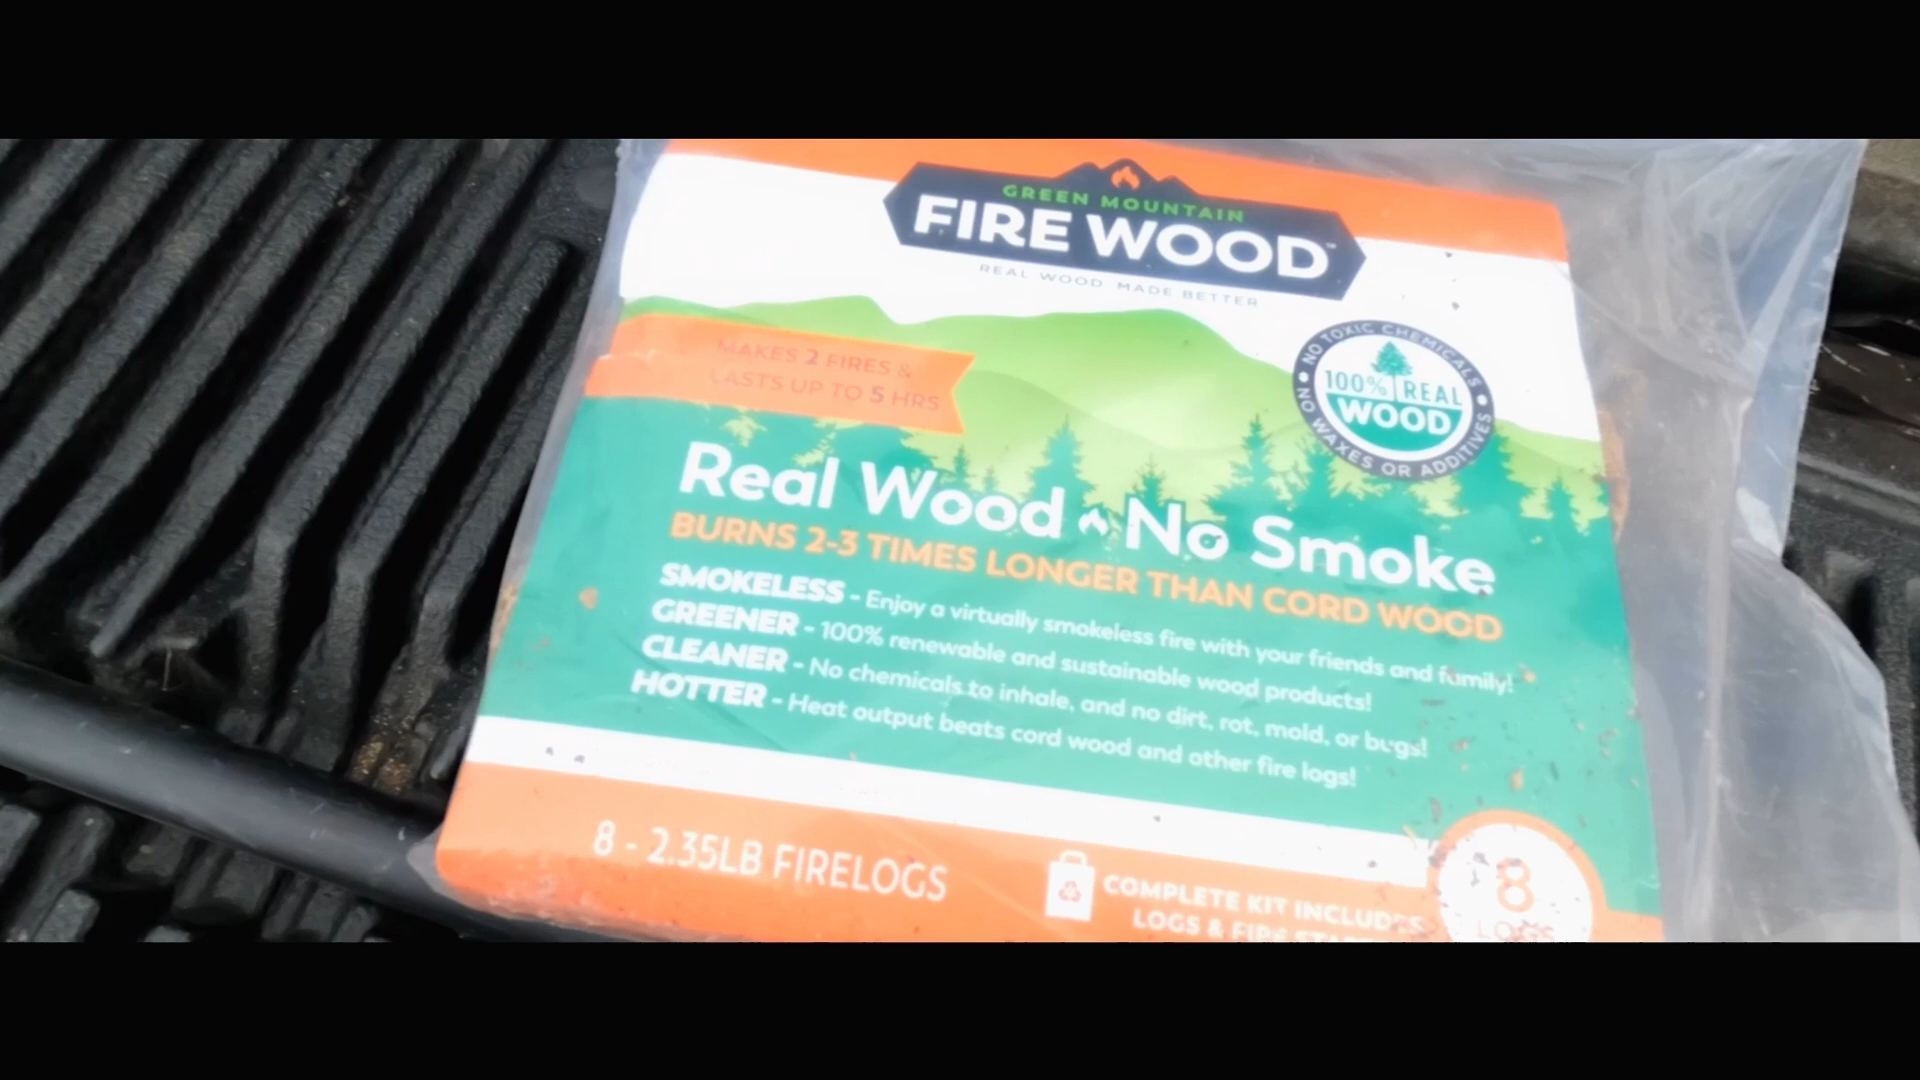 GREEN MOUNTAIN
FIRE WOOD™
REAL WOOD MADE BETTER
MAKES 2 FIRES &
LASTS UP TO 5 HRS
NO TOXIC CHEMICALS
100% REAL
WOOD
NO WAXES OR ADDITIVES
Real Wood No Smoke
BURNS 2-3 TIMES LONGER THAN CORD WOOD
SMOKELESS - Enjoy a virtually smokeless fire with your friends and family!
GREENER - 100% renewable and sustainable wood products!
CLEANER - No chemicals to inhale, and no dirt, rot, mold, or bugs!
HOTTER - Heat output beats cord wood and other fire logs!
8 - 2.35LB FIRELOGS
COMPLETE KIT INCLUDES
LOGS & FIRE
8
LOGS